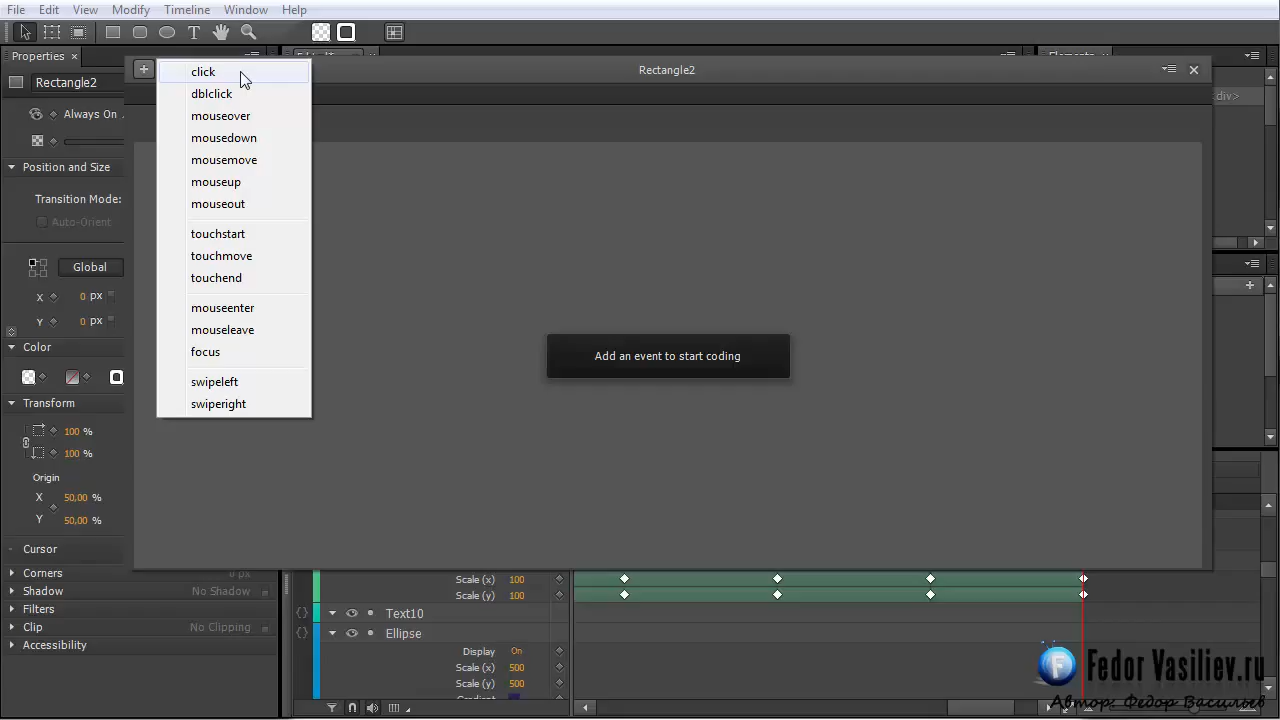 File Edit View Modify Timeline Window Help
Properties ×
Rectangle2
Rectangle2
click
dblclick
mouseover
mousedown
mousemove
mouseup
mouseout
touchstart
touchmove
touchend
mouseenter
mouseleave
focus
swipeleft
swiperight
div>
Always On
Position and Size
Transition Mode:
Auto-Orient
Global
X 0 px
Y 0 px
Color
Add an event to start coding
Transform
100 %
100 %
Origin
X 50,00 %
Y 50,00 %
Cursor
Corners 0 px
Shadow No Shadow
Filters
Clip No Clipping
Accessibility
Scale (x) 100
Scale (y) 100
Text10
Ellipse
Display On
Scale (x) 500
Scale (y) 500
Fedor Vasiliev.ru
Автор: Федор Васильев